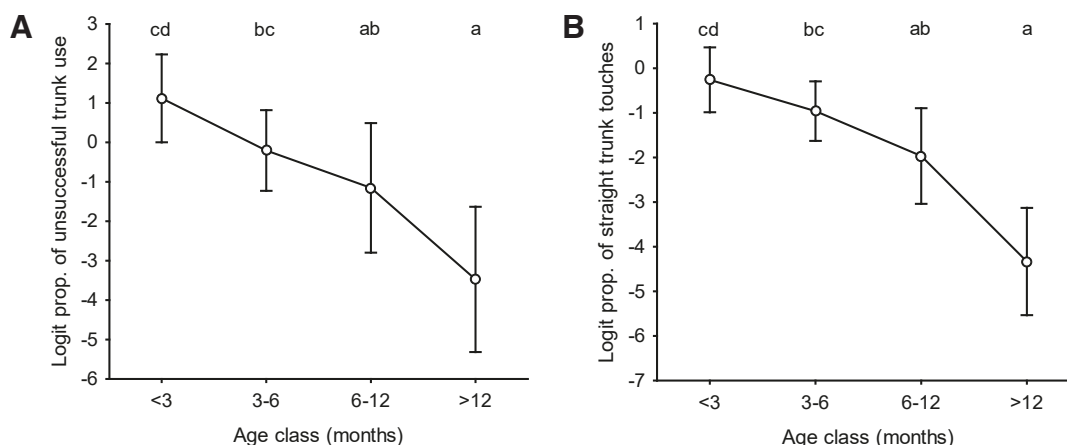 A
Logit prop. of unsuccessful trunk use
3
2
1
0
-1
-2
-3
-4
-5
-6
cd bc ab a
<3 3-6 6-12 >12
Age class (months)
B
Logit prop. of straight trunk touches
1
0
-1
-2
-3
-4
-5
-6
-7
cd bc ab a
<3 3-6 6-12 >12
Age class (months)